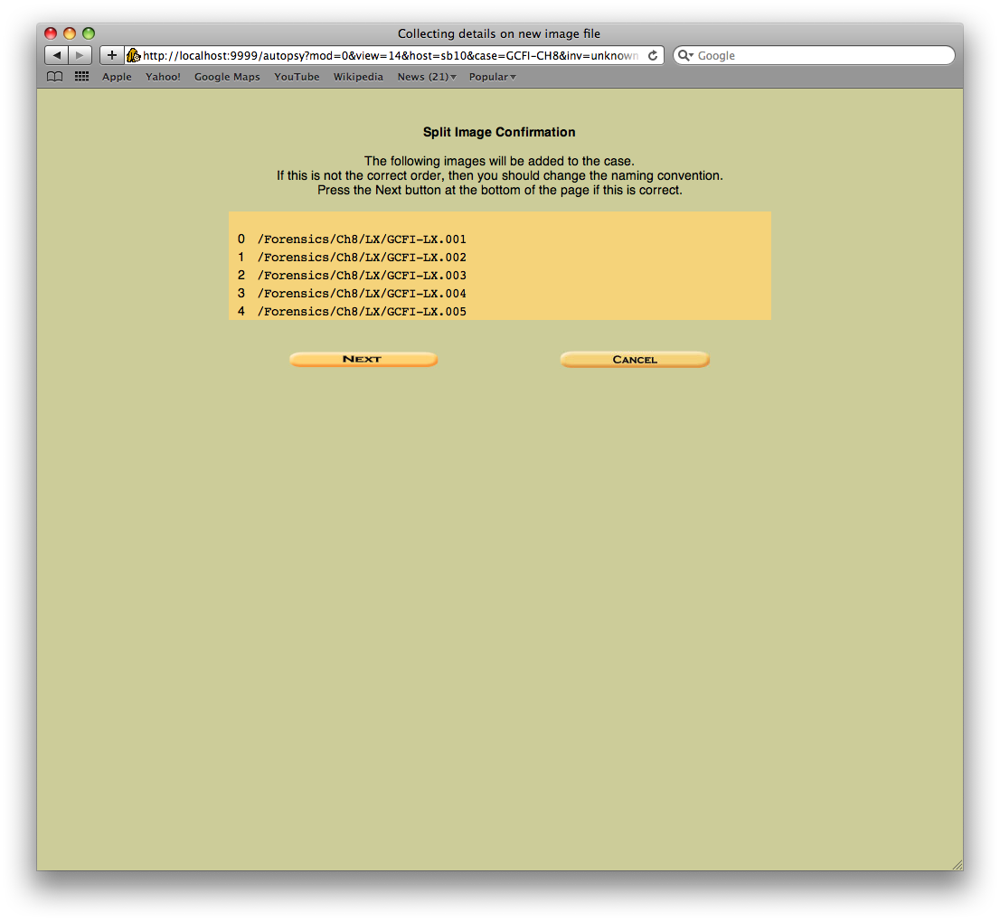 Collecting details on new image file
http://localhost:9999/autopsy?mod=0&view=14&host=sb10&case=GCFI-CH8&inv=unknown
Google
Apple Yahoo! Google Maps YouTube Wikipedia News (21) Popular
Split Image Confirmation
The following images will be added to the case.
If this is not the correct order, then you should change the naming convention.
Press the Next button at the bottom of the page if this is correct.
0 /Forensics/Ch8/LX/GCFI-LX.001
1 /Forensics/Ch8/LX/GCFI-LX.002
2 /Forensics/Ch8/LX/GCFI-LX.003
3 /Forensics/Ch8/LX/GCFI-LX.004
4 /Forensics/Ch8/LX/GCFI-LX.005
NEXT CANCEL